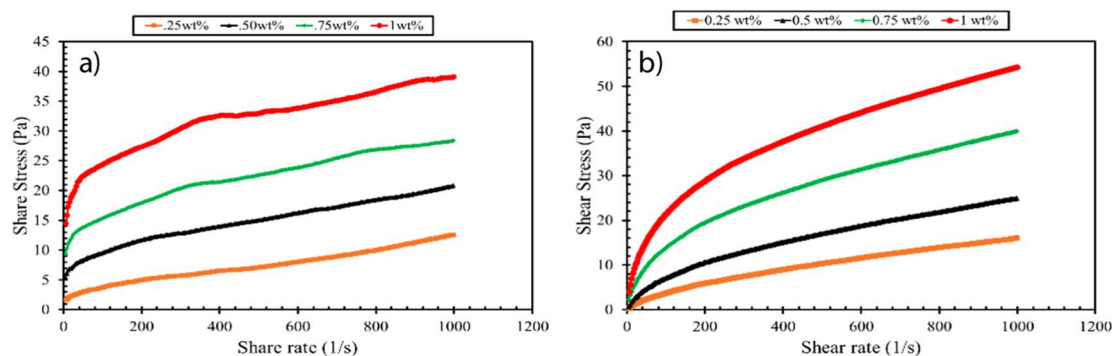 .25wt% .50wt% .75wt% 1wt%
a)
45
40
35
30
25
20
15
10
5
0
Share Stress (Pa)
0 200 400 600 800 1000 1200
Share rate (1/s)
0.25 wt% 0.5 wt% 0.75 wt% 1 wt%
b)
60
50
40
30
20
10
0
Shear Stress (Pa)
0 200 400 600 800 1000 1200
Shear rate (1/s)